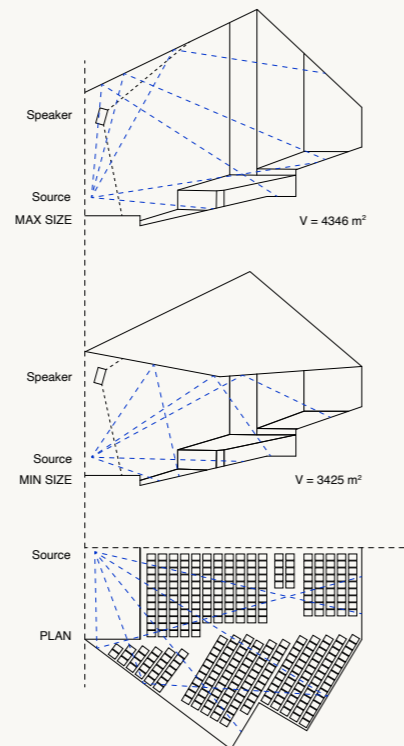 Speaker
Source
MAX SIZE
V = 4346 m²
Speaker
Source
MIN SIZE
V = 3425 m²
Source
PLAN